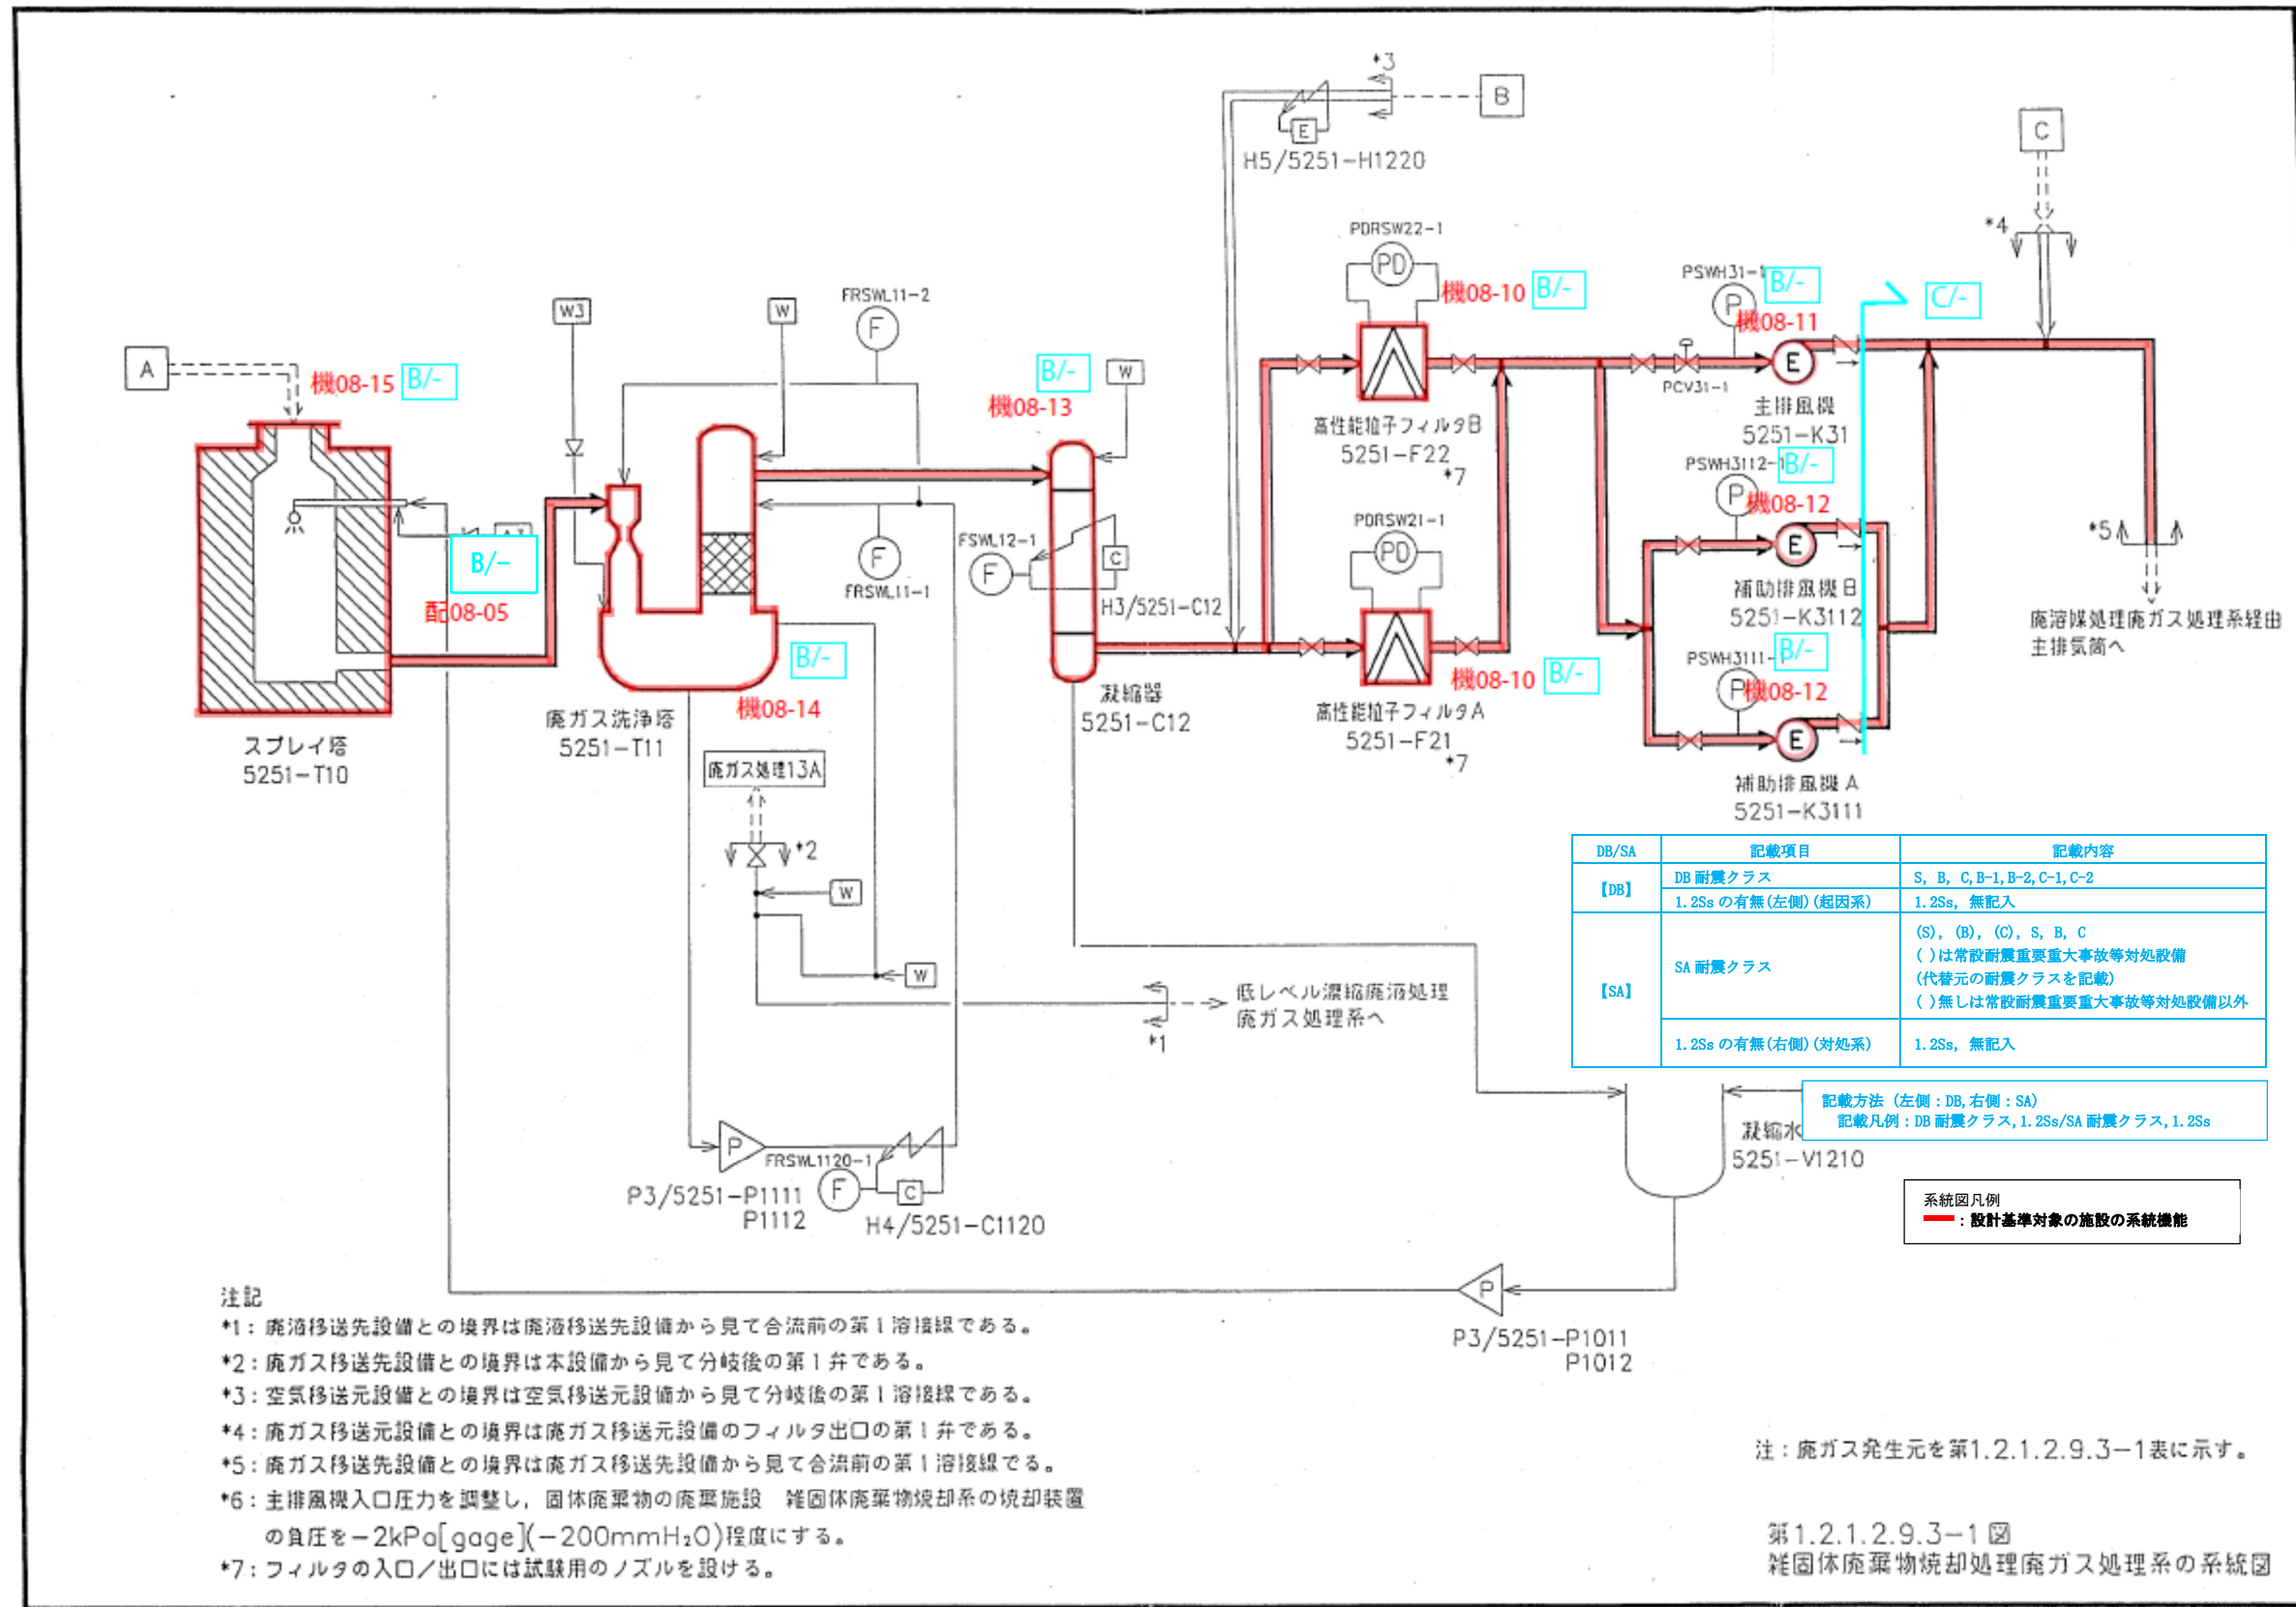 *3
B
E
H5/5251-H1220
C
*4
PDRSW22-1
PD
機08-10 B/-
PSWH31-1
B/-
P
機08-11
C/-
W3
W
FRSWL11-2
F
A
機08-15 B/-
B/-
W
機08-13
E
PCV31-1
高性能粒子フィルタB
5251-F22
*7
主排風機
5251-K31
PSWH3112-1
B/-
P
機08-12
B/-
配08-05
F
FRSWL11-1
FSWL12-1
F
C
H3/5251-C12
PDRSW21-1
PD
E
*5
補助排風機B
5251-K3112
廃溶媒処理廃ガス処理系経由
主排気筒へ
B/-
機08-14
機08-10 B/-
PSWH3111-1
B/-
P
機08-12
スプレイ塔
5251-T10
廃ガス洗浄塔
5251-T11
凝縮器
5251-C12
高性能粒子フィルタA
5251-F21
*7
E
補助排風機A
5251-K3111
廃ガス処理13A
*2
W
W
低レベル濃縮廃液処理
廃ガス処理系へ
*1
DB/SA 記載項目 記載内容
【DB】 DB 耐震クラス S, B, C, B-1, B-2, C-1, C-2
1.2Ss の有無(左側)(起因系) 1.2Ss, 無記入
【SA】 SA 耐震クラス (S), (B), (C), S, B, C
( )は常設耐震重要重大事故等対処設備
(代替元の耐震クラスを記載)
( )無しは常設耐震重要重大事故等対処設備以外
1.2Ss の有無(右側)(対処系) 1.2Ss, 無記入
記載方法 (左側：DB, 右側：SA)
記載凡例：DB 耐震クラス, 1.2Ss/SA 耐震クラス, 1.2Ss
凝縮水
5251-V1210
P
FRSWL1120-1
F
C
P3/5251-P1111
P1112
H4/5251-C1120
系統図凡例
：設計基準対象の施設の系統機能
P
P3/5251-P1011
P1012
注記
*1：廃液移送先設備との境界は廃液移送先設備から見て合流前の第1溶接線である。
*2：廃ガス移送先設備との境界は本設備から見て分岐後の第1弁である。
*3：空気移送元設備との境界は空気移送元設備から見て分岐後の第1溶接線である。
*4：廃ガス移送元設備との境界は廃ガス移送元設備のフィルタ出口の第1弁である。
*5：廃ガス移送先設備との境界は廃ガス移送先設備から見て合流前の第1溶接線でる。
*6：主排風機入口圧力を調整し，固体廃棄物の廃棄施設 雑固体廃棄物焼却系の焼却装置
の負圧を－2kPa[gage](－200mmH₂O)程度にする。
*7：フィルタの入口／出口には試験用のノズルを設ける。
注：廃ガス発生元を第1.2.1.2.9.3－1表に示す。
第1.2.1.2.9.3－1図
雑固体廃棄物焼却処理廃ガス処理系の系統図